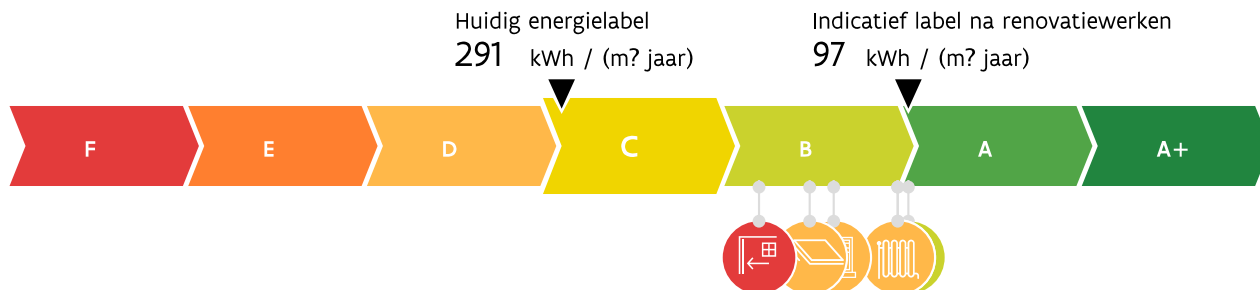 Huidig energielabel
291 kWh / (m? jaar)
Indicatief label na renovatiewerken
97 kWh / (m? jaar)
F E D C B A A+